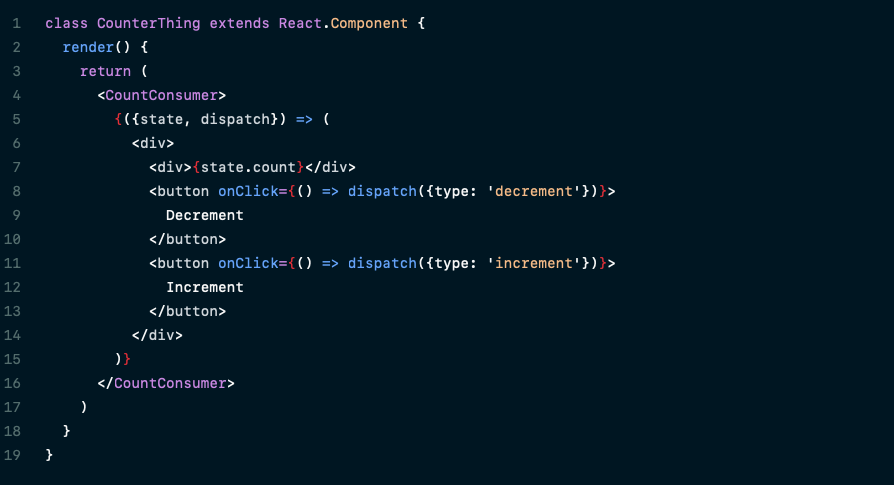 1 class CounterThing extends React.Component {
2   render() {
3     return (
4       <CountConsumer>
5         {({state, dispatch}) => (
6           <div>
7             <div>{state.count}</div>
8             <button onClick={() => dispatch({type: 'decrement'})}>
9               Decrement
10             </button>
11             <button onClick={() => dispatch({type: 'increment'})}>
12               Increment
13             </button>
14           </div>
15         )}
16       </CountConsumer>
17     )
18   }
19 }